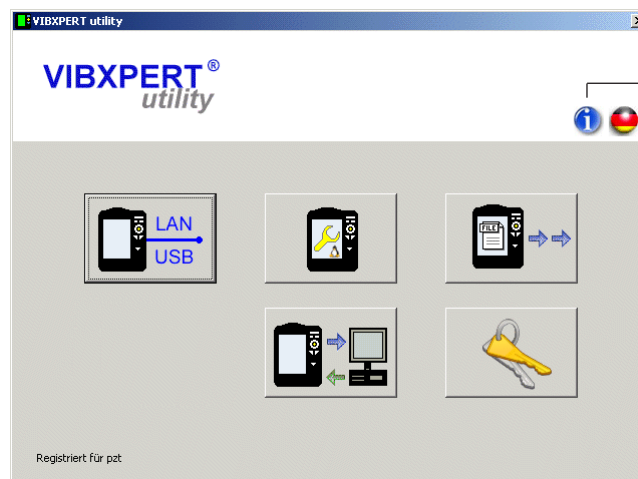 VIBXPERT utility
VIBXPERT®
utility
i
LAN
USB
FILE
Registriert für pzt